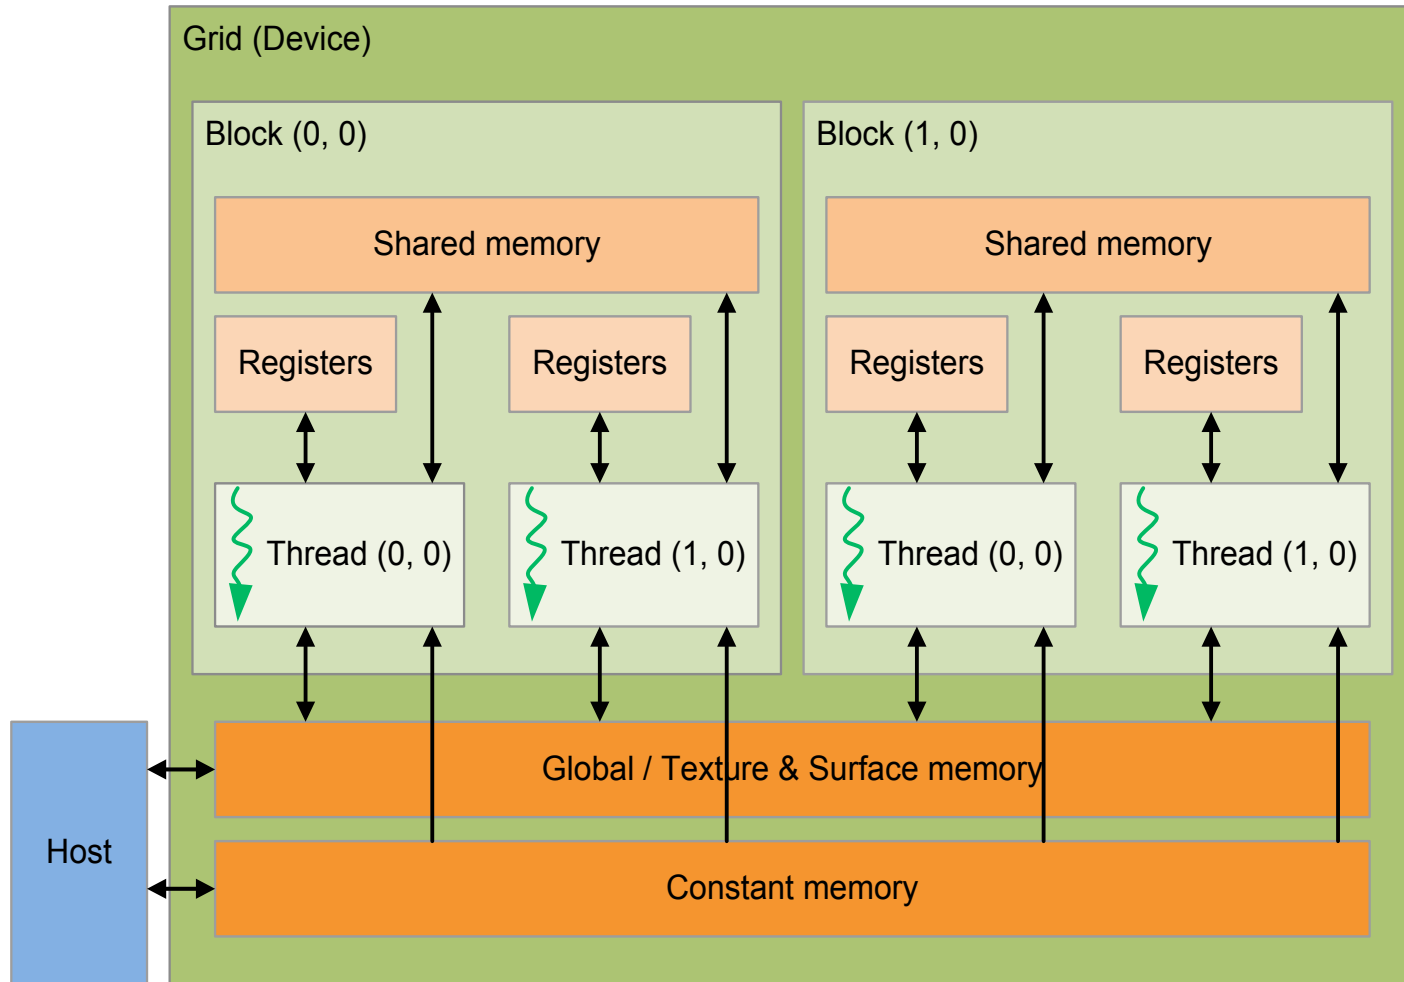 Grid (Device)
Block (0, 0)
Block (1, 0)
Shared memory
Shared memory
Registers
Registers
Registers
Registers
Thread (0, 0)
Thread (1, 0)
Thread (0, 0)
Thread (1, 0)
Global / Texture & Surface memory
Host
Constant memory